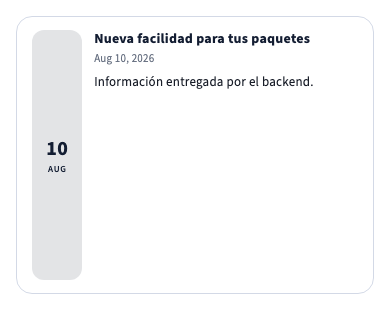 10
AUG
Nueva facilidad para tus paquetes
Aug 10, 2026
Información entregada por el backend.